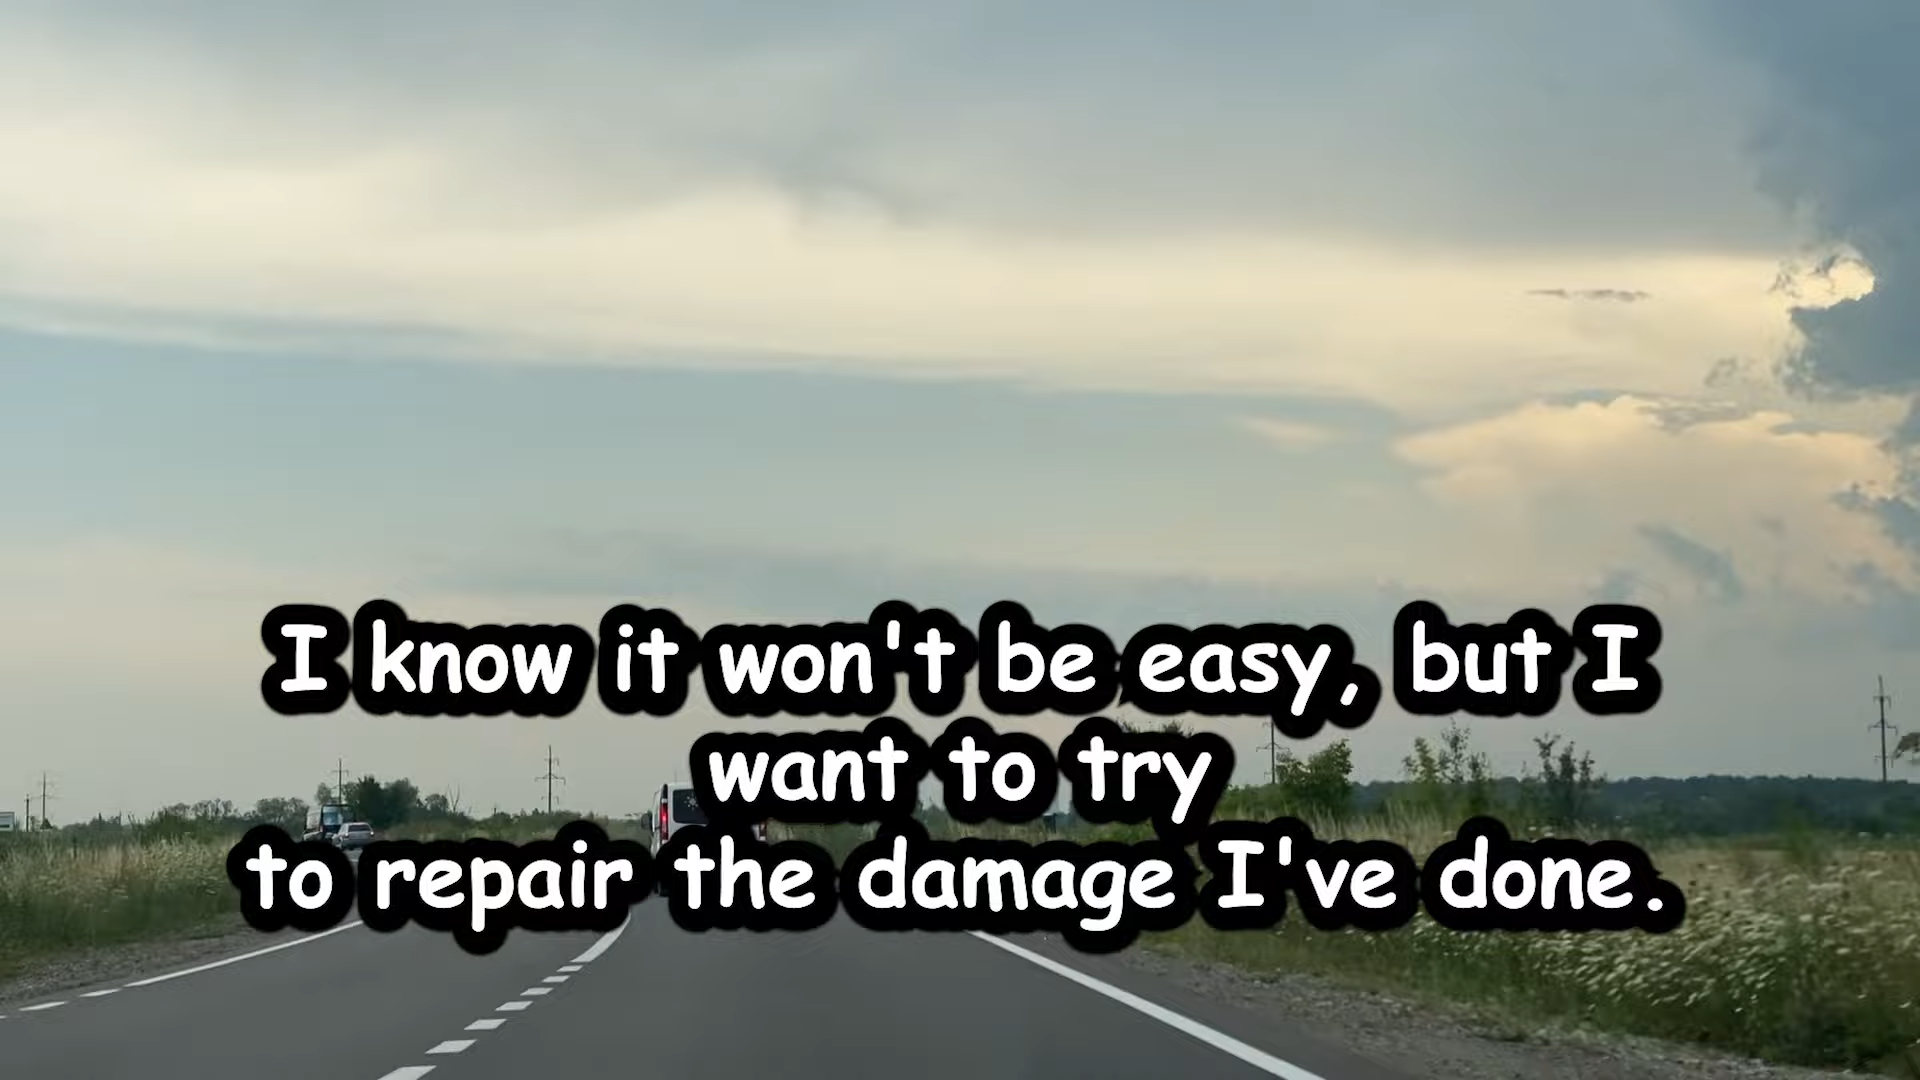 I know it won't be easy, but I
want to try
to repair the damage I've done.